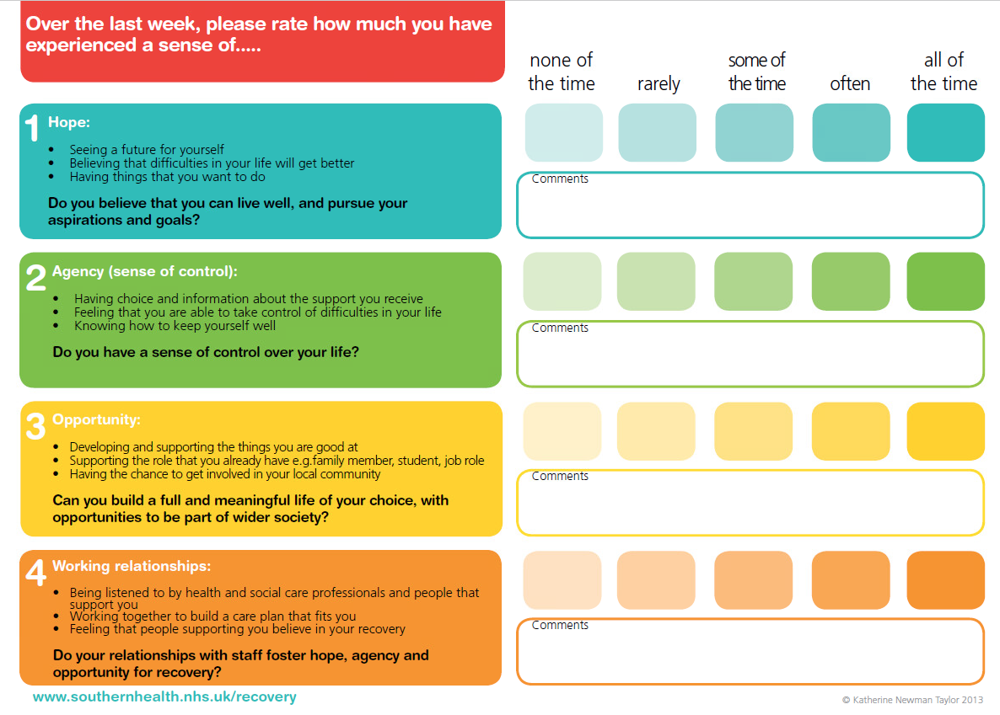 Over the last week, please rate how much you have
experienced a sense of.....
none of
the time
rarely
some of
the time
often
all of
the time
1 Hope:
• Seeing a future for yourself
• Believing that difficulties in your life will get better
• Having things that you want to do
Do you believe that you can live well, and pursue your
aspirations and goals?
Comments
2 Agency (sense of control):
• Having choice and information about the support you receive
• Feeling that you are able to take control of difficulties in your life
• Knowing how to keep yourself well
Do you have a sense of control over your life?
Comments
3 Opportunity:
• Developing and supporting the things you are good at
• Supporting the role that you already have e.g.family member, student, job role
• Having the chance to get involved in your local community
Can you build a full and meaningful life of your choice, with
opportunities to be part of wider society?
Comments
4 Working relationships:
• Being listened to by health and social care professionals and people that
support you
• Working together to build a care plan that fits you
• Feeling that people supporting you believe in your recovery
Do your relationships with staff foster hope, agency and
opportunity for recovery?
Comments
www.southernhealth.nhs.uk/recovery
© Katherine Newman Taylor 2013